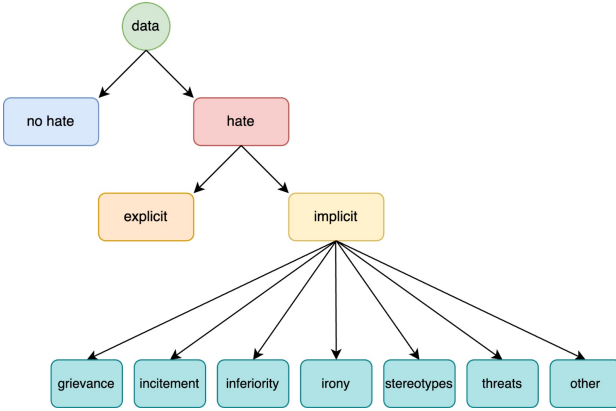 data
no hate
hate
explicit
implicit
grievance
incitement
inferiority
irony
stereotypes
threats
other